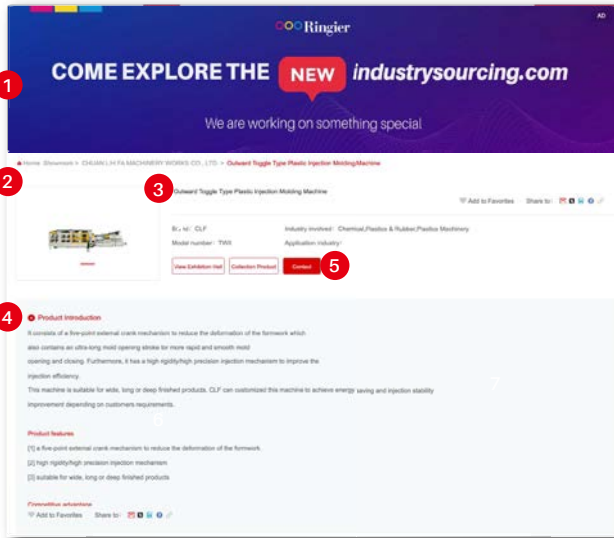 AD
Ringier
COME EXPLORE THE NEW industrysourcing.com
We are working on something special
1
Home Showroom > CHUAN LIH FA MACHINERY WORKS CO., LTD. > Outward Toggle Type Plastic Injection Molding Machine
2
3
Outward Toggle Type Plastic Injection Molding Machine
Add to Favorites Share to:
CLF Industry involved: Chemical,Plastics & Rubber,Plastics Machinery
Model number: TWX Application industry:
View Exhibition Hall Collection Product Contact 5
4
Product Introduction
It consists of a five-point external crank mechanism to reduce the deformation of the formwork which
also contains an ultra-long mold opening stroke for more rapid and smooth mold
opening and closing. Furthermore, it has a high rigidity/high precision injection mechanism to improve the
injection efficiency.
This machine is suitable for wide, long or deep finished products. CLF can customized this machine to achieve energy saving and injection stability
improvement depending on customers requirements.
7
6
Product features
[1] a five-point external crank mechanism to reduce the deformation of the formwork
[2] high rigidity/high precision injection mechanism
[3] suitable for wide, long or deep finished products
Competitive advantage
Add to Favorites Share to: